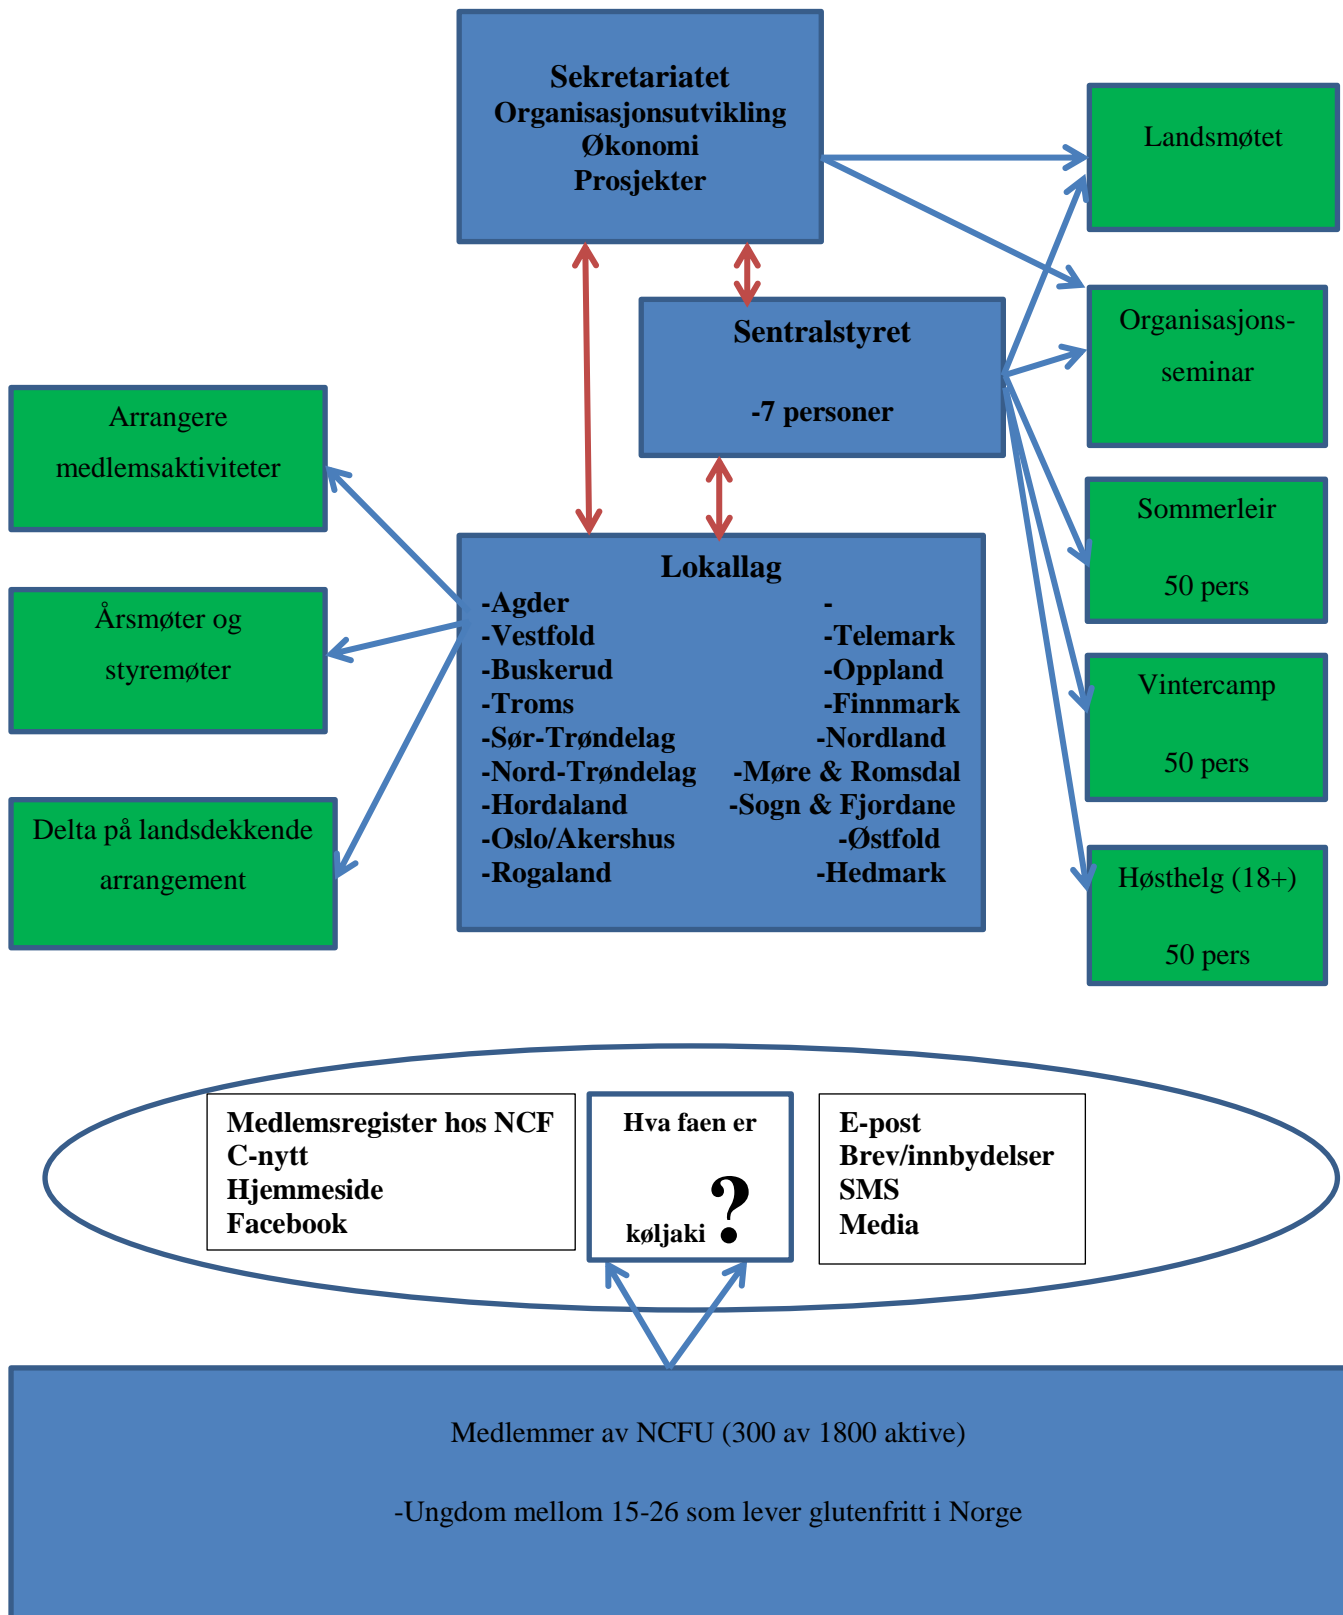 Sekretariatet
Organisasjonsutvikling
Økonomi
Prosjekter
Landsmøtet
Sentralstyret
-7 personer
Organisasjons-
seminar
Arrangere
medlemsaktiviteter
Sommerleir
50 pers
Lokallag
-Agder -
-Vestfold -Telemark
-Buskerud -Oppland
-Troms -Finnmark
-Sør-Trøndelag -Nordland
-Nord-Trøndelag -Møre & Romsdal
-Hordaland -Sogn & Fjordane
-Oslo/Akershus -Østfold
-Rogaland -Hedmark
Årsmøter og
styremøter
Vintercamp
50 pers
Delta på landsdekkende
arrangement
Høsthelg (18+)
50 pers
Medlemsregister hos NCF
C-nytt
Hjemmeside
Facebook
Hva faen er
køljaki ?
E-post
Brev/innbydelser
SMS
Media
Medlemmer av NCFU (300 av 1800 aktive)
-Ungdom mellom 15-26 som lever glutenfritt i Norge